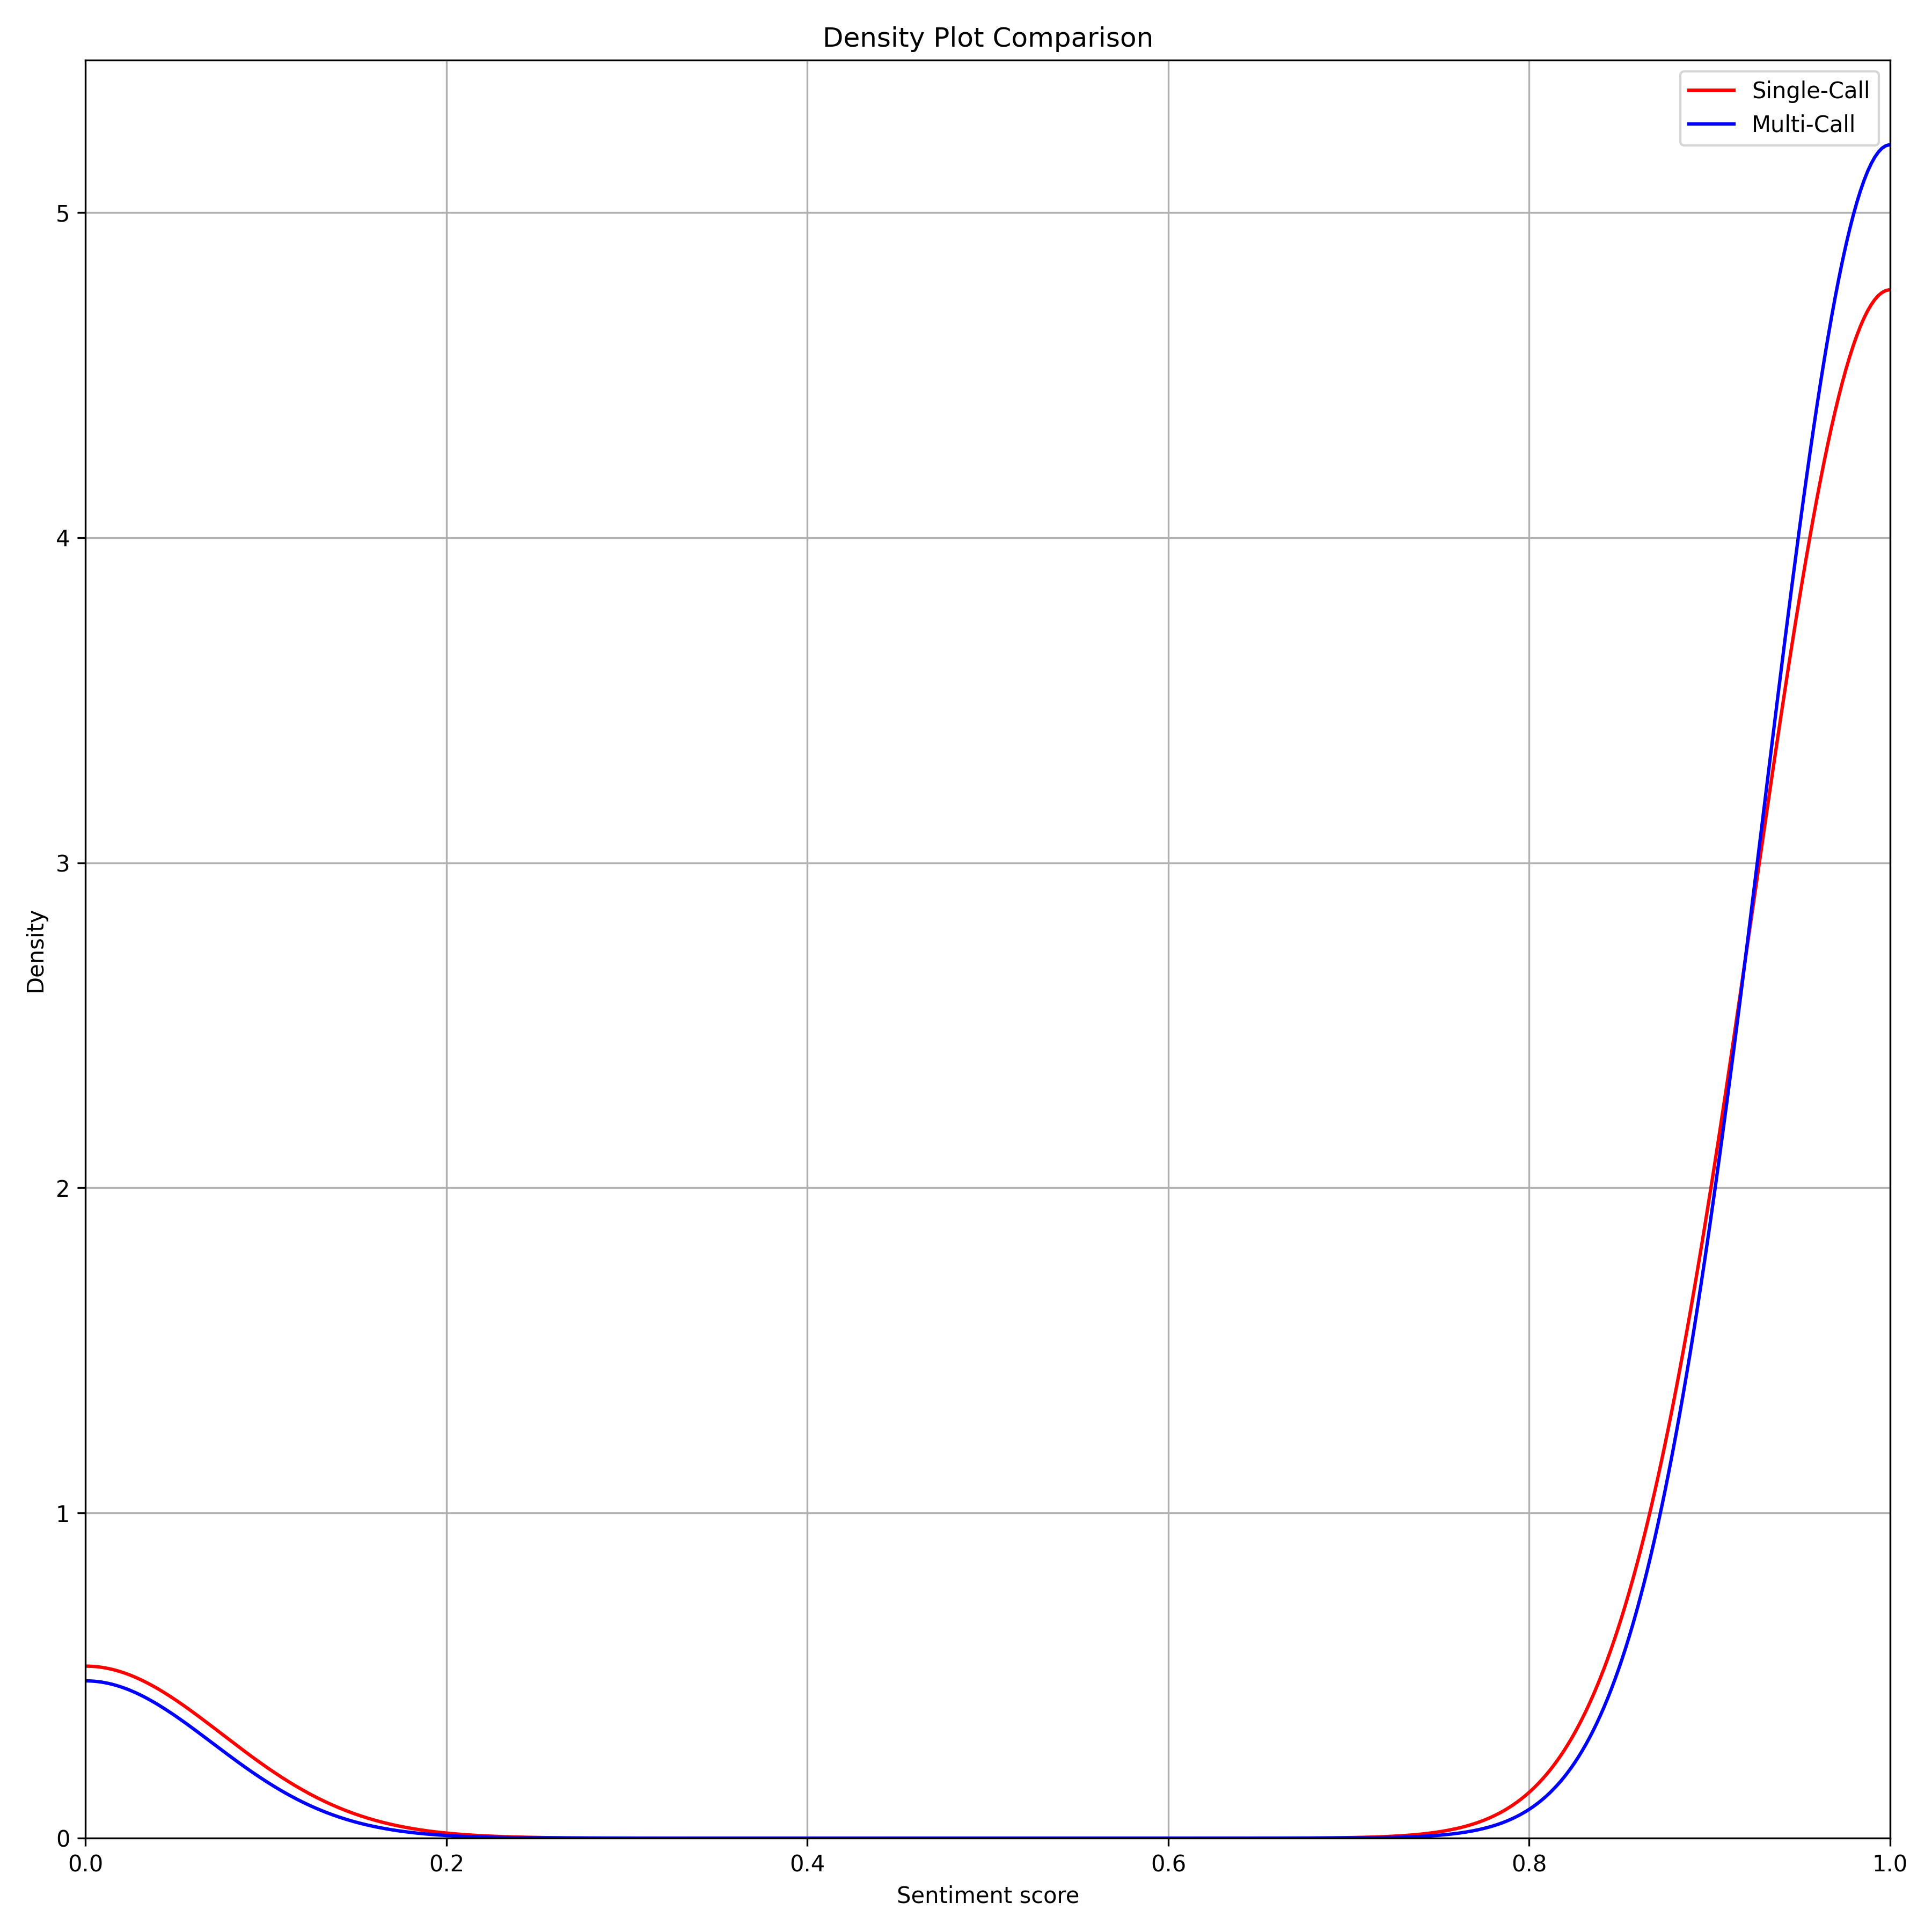 Density Plot Comparison
Single-Call
Multi-Call
5
4
3
2
1
0
Density
0.0 0.2 0.4 0.6 0.8 1.0
Sentiment score